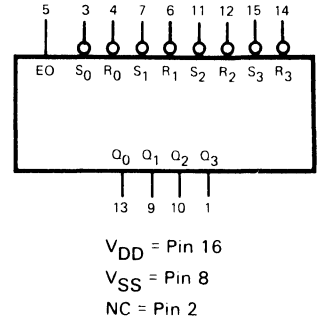 5 3 4 7 6 11 12 15 14
EO S0 R0 S1 R1 S2 R2 S3 R3
Q0 Q1 Q2 Q3
13 9 10 1
VDD = Pin 16
VSS = Pin 8
NC = Pin 2